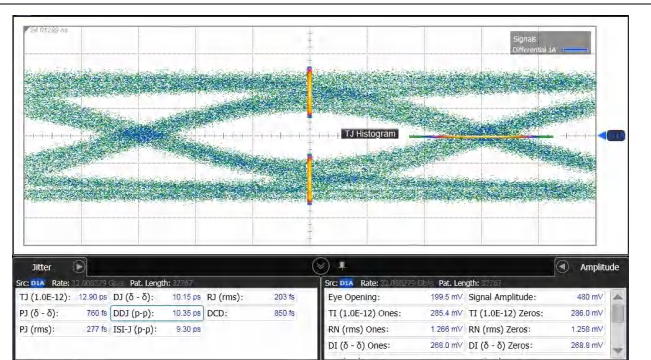 Signals
Differential 1A
TJ Histogram
Jitter
Amplitude
Src: D1A Rate: Pat. Length: 32767
Src: D1A Rate: Pat. Length: 32767
TJ (1.0E-12): 12.90 ps DJ (δ - δ): 10.15 ps RJ (rms): 203 fs
PJ (δ - δ): 760 fs DDJ (p-p): 10.35 ps DCD: 850 fs
PJ (rms): 277 fs ISI-J (p-p): 9.30 ps
Eye Opening: 199.5 mV Signal Amplitude: 480 mV
TI (1.0E-12) Ones: 285.4 mV TI (1.0E-12) Zeros: 286.0 mV
RN (rms) Ones: 1.266 mV RN (rms) Zeros: 1.258 mV
DI (δ - δ) Ones: 268.0 mV DI (δ - δ) Zeros: 268.8 mV